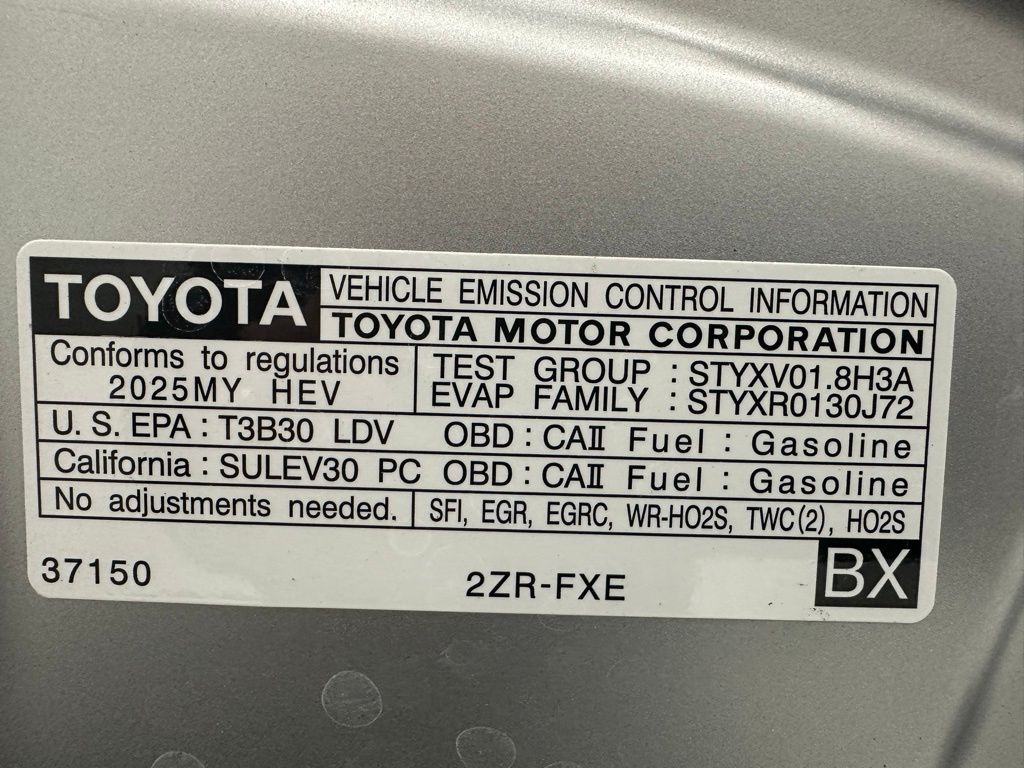 TOYOTA
VEHICLE EMISSION CONTROL INFORMATION
TOYOTA MOTOR CORPORATION
Conforms to regulations
2025MY HEV
TEST GROUP : STYXV01.8H3A
EVAP FAMILY : STYXR0130J72
U. S. EPA : T3B30 LDV OBD : CAⅡ Fuel : Gasoline
California : SULEV30 PC OBD : CAⅡ Fuel : Gasoline
No adjustments needed. SFI, EGR, EGRC, WR-HO2S, TWC(2), HO2S
37150 2ZR-FXE BX